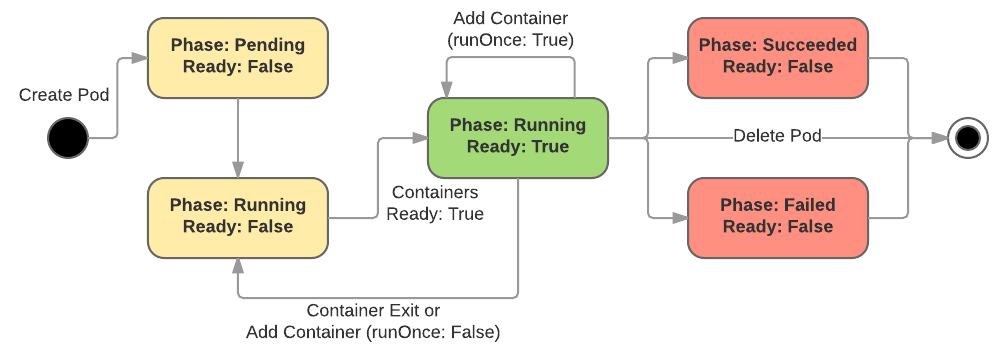 Create Pod
Phase: Pending
Ready: False
Phase: Running
Ready: False
Containers
Ready: True
Add Container
(runOnce: True)
Phase: Running
Ready: True
Container Exit or
Add Container (runOnce: False)
Phase: Succeeded
Ready: False
Delete Pod
Phase: Failed
Ready: False